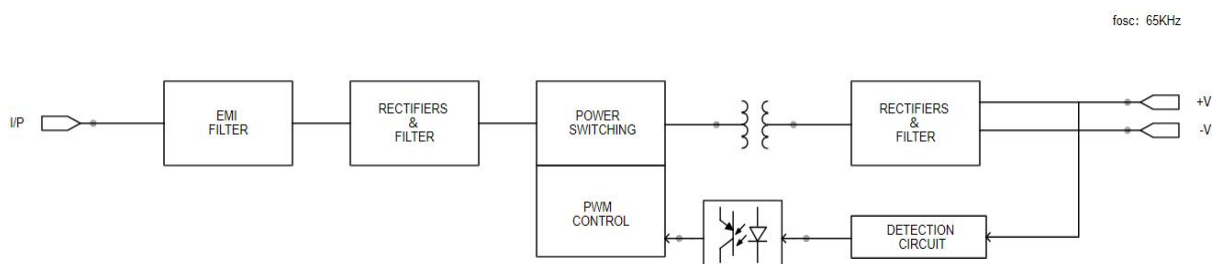 fosc: 65KHz
I/P
EMI
FILTER
RECTIFIERS
&
FILTER
POWER
SWITCHING
RECTIFIERS
&
FILTER
+V
-V
PWM
CONTROL
DETECTION
CIRCUIT